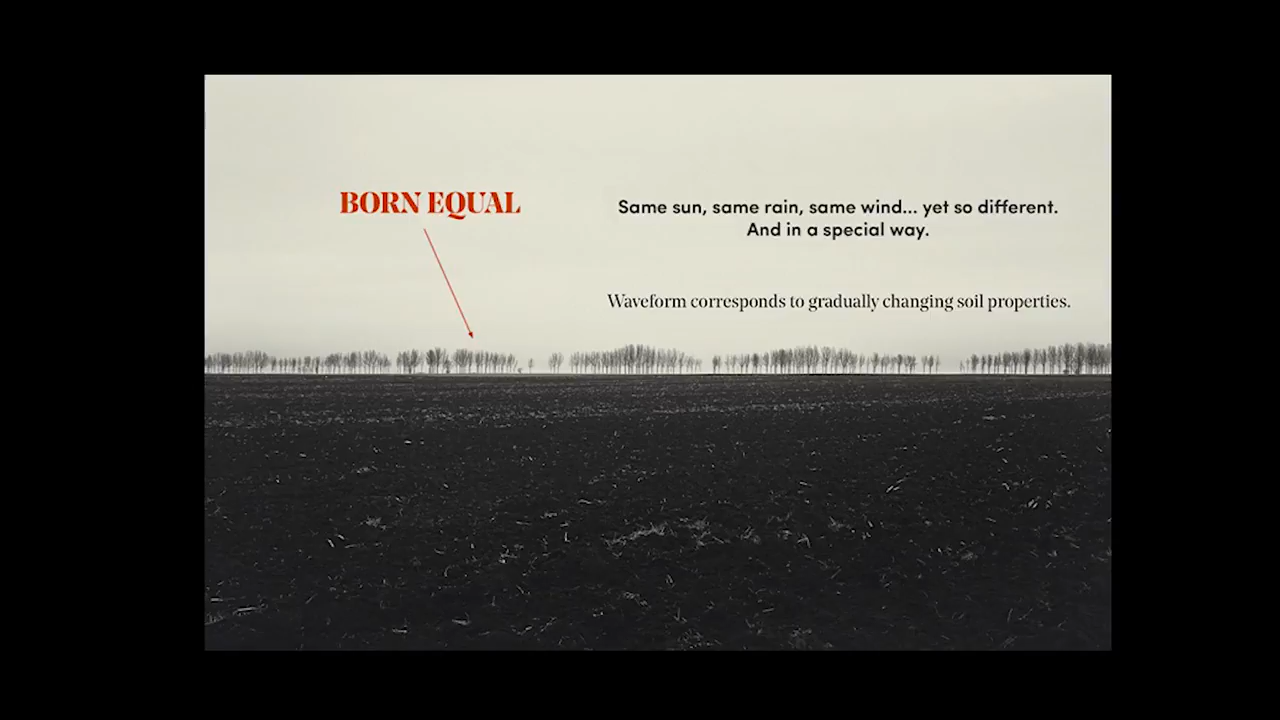 BORN EQUAL
Same sun, same rain, same wind... yet so different.
And in a special way.
Waveform corresponds to gradually changing soil properties.